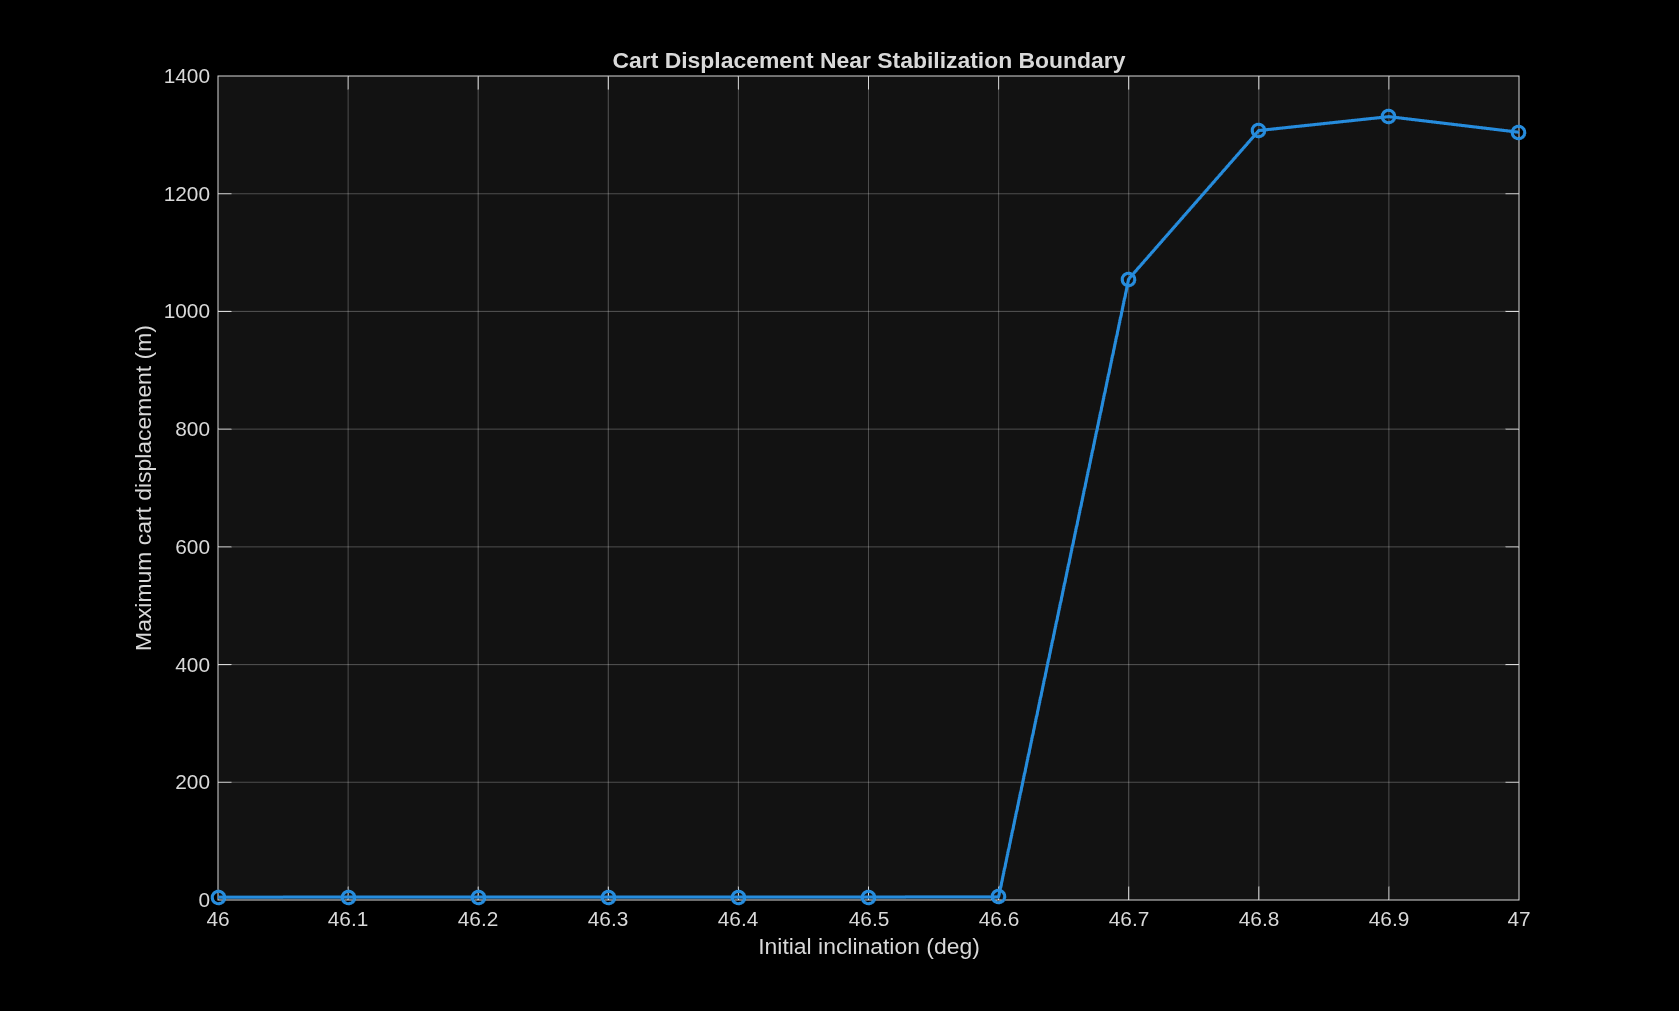 Cart Displacement Near Stabilization Boundary
1400
1200
1000
800
600
400
200
0
Maximum cart displacement (m)
46 46.1 46.2 46.3 46.4 46.5 46.6 46.7 46.8 46.9 47
Initial inclination (deg)